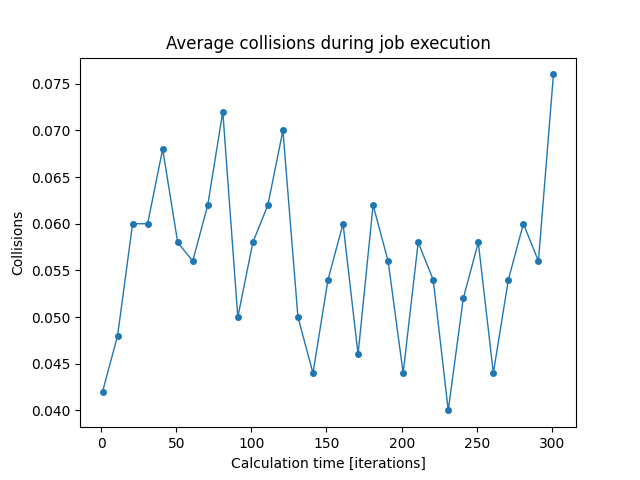 Average collisions during job execution
0.075
0.070
0.065
0.060
0.055
0.050
0.045
0.040
Collisions
0 50 100 150 200 250 300
Calculation time [iterations]